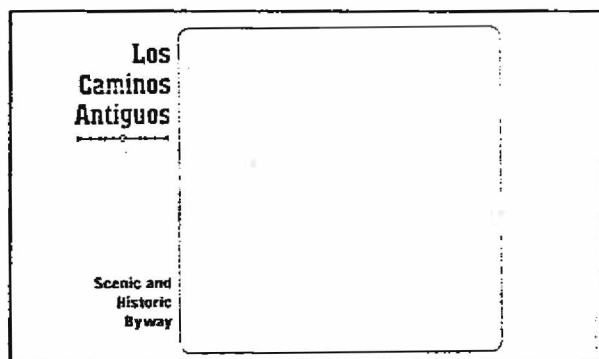 Los
Caminos
Antiguos
Scenic and
Historic
Byway